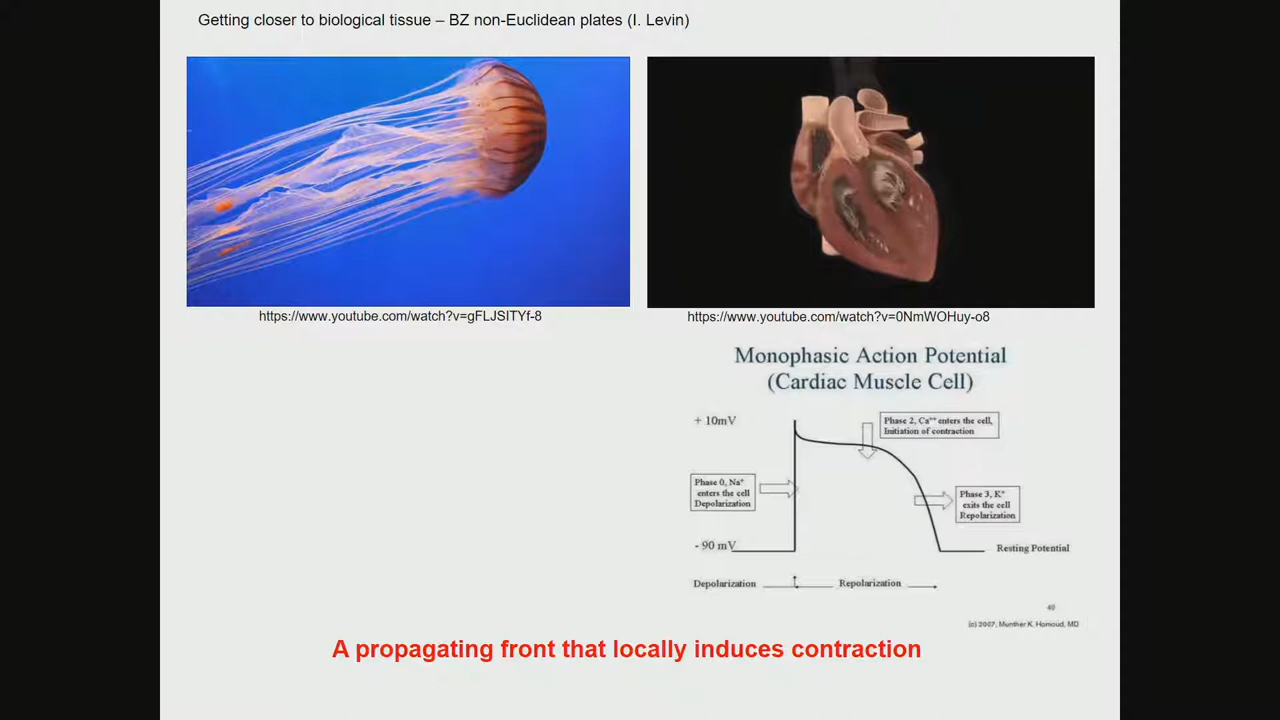 Getting closer to biological tissue – BZ non-Euclidean plates (I. Levin)
https://www.youtube.com/watch?v=gFLJSITYf-8
https://www.youtube.com/watch?v=0NmWOHuy-o8
Monophasic Action Potential
(Cardiac Muscle Cell)
+ 10mV
Phase 2, Ca⁺⁺ enters the cell,
Initiation of contraction
Phase 0, Na⁺
enters the cell
Depolarization
Phase 3, K⁺
exits the cell
Repolarization
- 90 mV
Resting Potential
Depolarization
Repolarization
49
(c) 2007, Munther K. Homoud, MD
A propagating front that locally induces contraction